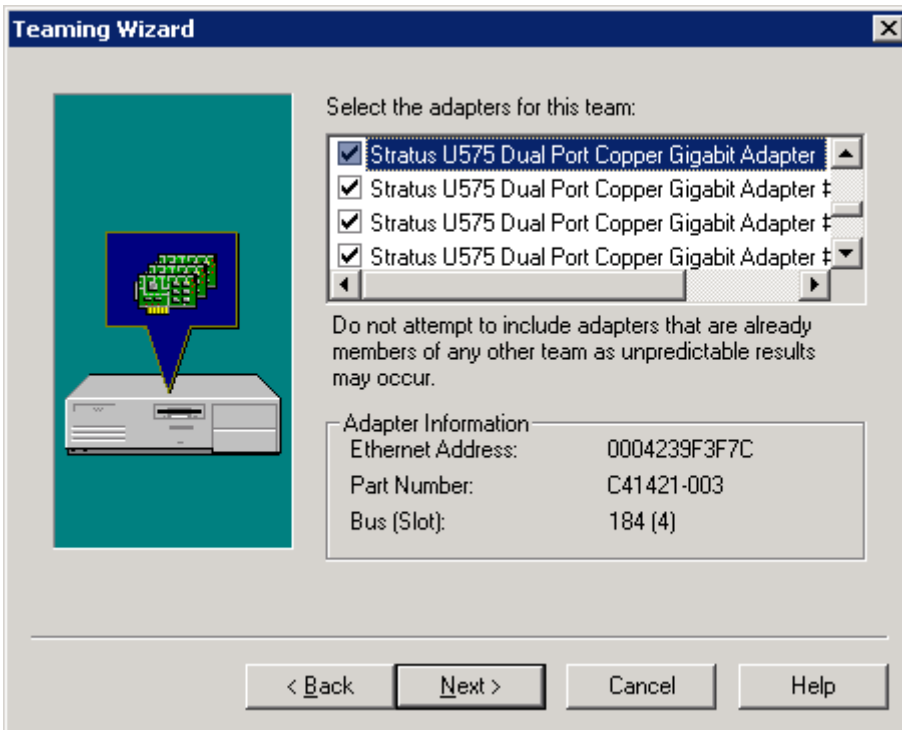 Teaming Wizard
Select the adapters for this team:
Stratus U575 Dual Port Copper Gigabit Adapter
Stratus U575 Dual Port Copper Gigabit Adapter
Stratus U575 Dual Port Copper Gigabit Adapter
Stratus U575 Dual Port Copper Gigabit Adapter
Do not attempt to include adapters that are already
members of any other team as unpredictable results
may occur.
Adapter Information
Ethernet Address: 0004239F3F7C
Part Number: C41421-003
Bus (Slot): 184 (4)
< Back Next > Cancel Help